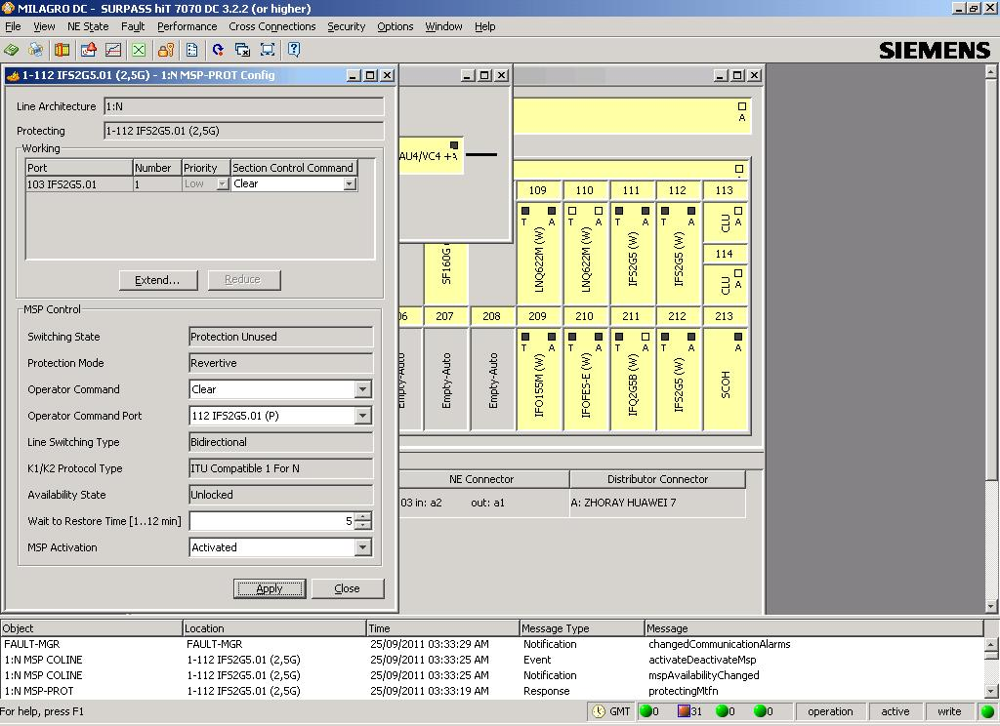 MILAGRO DC - SURPASS hiT 7070 DC 3.2.2 (or higher)
File View NE State Fault Performance Cross Connections Security Options Window Help
SIEMENS
1-112 IFS2G5.01 (2,5G) - 1:N MSP-PROT Config
Line Architecture 1:N
Protecting 1-112 IFS2G5.01 (2,5G)
Working
Port Number Priority Section Control Command
103 IFS2G5.01 1 Low Clear
Extend... Reduce
MSP Control
Switching State Protection Unused
Protection Mode Revertive
Operator Command Clear
Operator Command Port 112 IFS2G5.01 (P)
Line Switching Type Bidirectional
K1/K2 Protocol Type ITU Compatible 1 For N
Availability State Unlocked
Wait to Restore Time [1..12 min] 5
MSP Activation Activated
Apply Close
AU4/VC4 +
A
A
109 110 111 112 113
T A T A T A T A A
LNQ622M (W) LNQ622M (W) IFS2G5 (W) IFS2G5 (W) CLU
114
CLU A
SF160G
06 207 208 209 210 211 212 213
T A T A T A T A A
Empty-Auto Empty-Auto Empty-Auto IFO155M (W) IFOFES-E (W) IFQ2G5B (W) IFS2G5 (W) SCOH
NE Connector Distributor Connector
03 in: a2 out: a1 A: ZHORAY HUAWEI 7
Object Location Time Message Type Message
FAULT-MGR FAULT-MGR 25/09/2011 03:33:29 AM Notification changedCommunicationAlarms
1:N MSP COLINE 1-112 IFS2G5.01 (2,5G) 25/09/2011 03:33:25 AM Event activateDeactivateMsp
1:N MSP COLINE 1-112 IFS2G5.01 (2,5G) 25/09/2011 03:33:25 AM Notification mspAvailabilityChanged
1:N MSP-PROT 1-112 IFS2G5.01 (2,5G) 25/09/2011 03:33:19 AM Response protectingMtfn
For help, press F1 GMT 0 31 0 0 operation active write